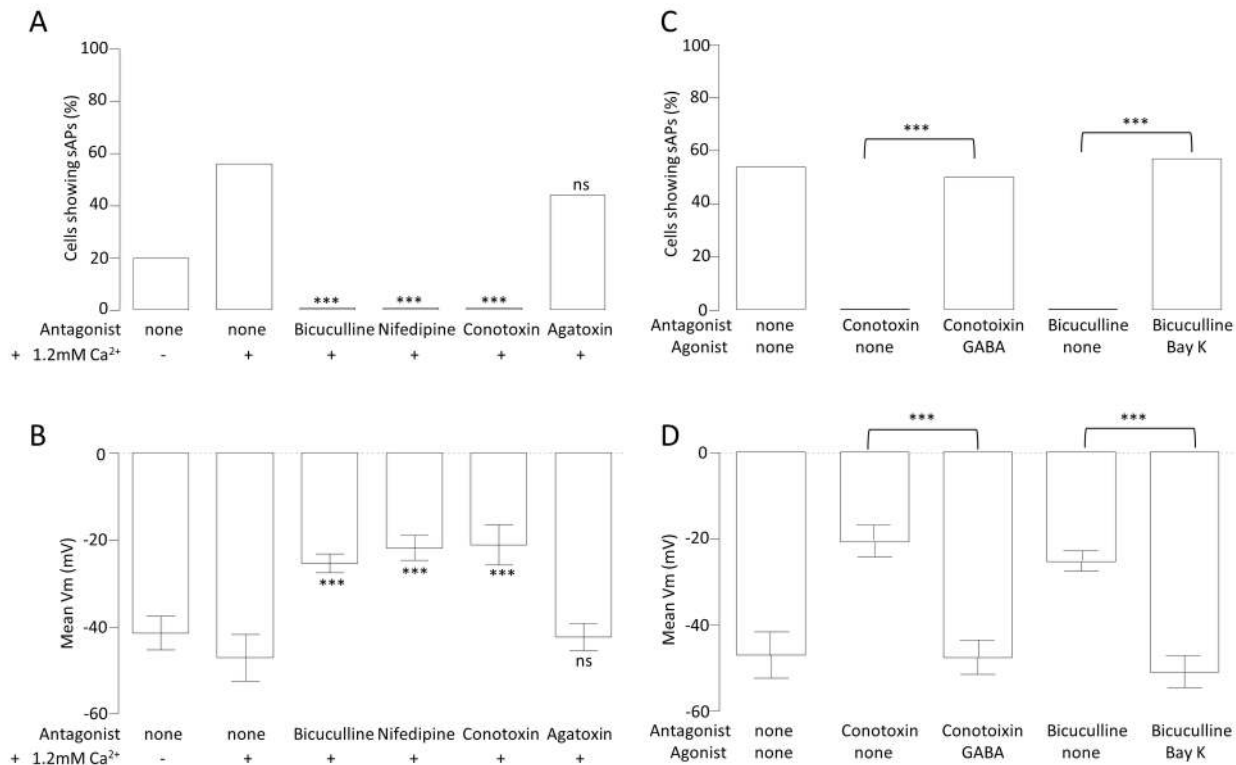 A
Cells showing sAPs (%)
100
80
60
40
20
0
ns
*** *** ***
Antagonist none none Bicuculline Nifedipine Conotoxin Agatoxin
+ 1.2mM Ca²⁺ - + + + + +
B
Mean Vm (mV)
0
-20
-40
-60
*** *** ***
ns
Antagonist none none Bicuculline Nifedipine Conotoxin Agatoxin
+ 1.2mM Ca²⁺ - + + + + +
C
Cells showing sAPs (%)
100
80
60
40
20
0
*** ***
Antagonist none Conotoxin Conotoixin Bicuculline Bicuculline
Agonist none none GABA none Bay K
D
Mean Vm (mV)
*** ***
0
-20
-40
-60
Antagonist none Conotoxin Conotoixin Bicuculline Bicuculline
Agonist none none GABA none Bay K